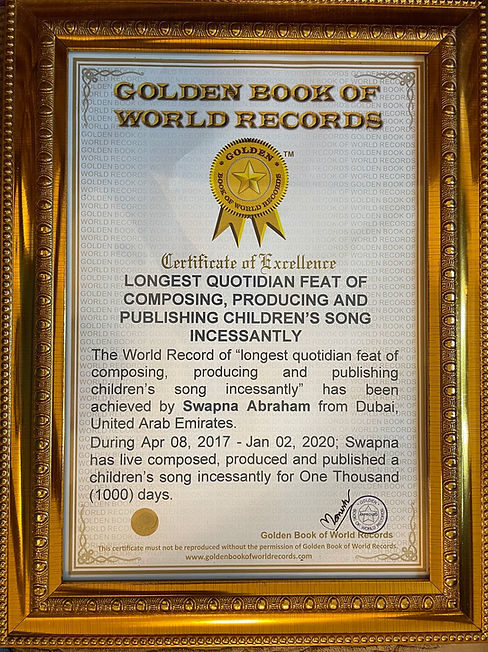 GOLDEN BOOK OF
WORLD RECORDS
GOLDEN
BOOK OF WORLD RECORDS
TM
Certificate of Excellence
LONGEST QUOTIDIAN FEAT OF
COMPOSING, PRODUCING AND
PUBLISHING CHILDREN'S SONG
INCESSANTLY
The World Record of "longest quotidian feat of
composing, producing and publishing
children's song incessantly" has been
achieved by Swapna Abraham from Dubai,
United Arab Emirates.
During Apr 08, 2017 - Jan 02, 2020; Swapna
has live composed, produced and published a
children's song incessantly for One Thousand
(1000) days.
Golden Book of World Records
This certificate must not be reproduced without the permission of Golden Book of World Records
www.goldenbookofworldrecords.com